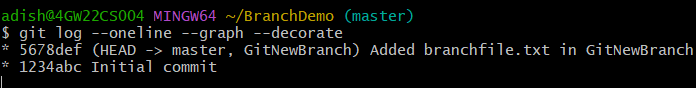 adish@4GW22CS004 MINGW64 ~/BranchDemo (master)
$ git log --oneline --graph --decorate
* 5678def (HEAD -> master, GitNewBranch) Added branchfile.txt in GitNewBranch
* 1234abc Initial commit